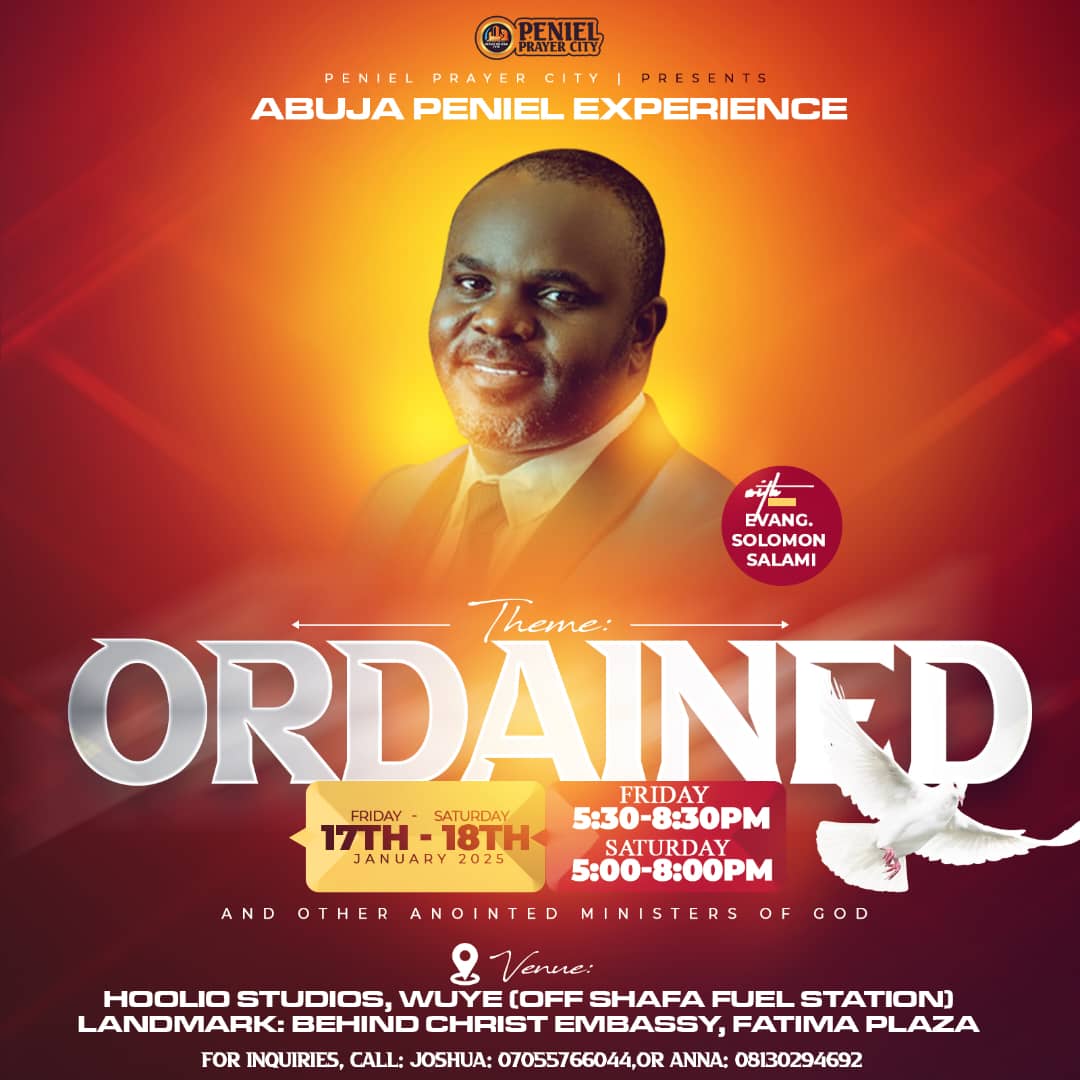 PENIEL
PRAYER CITY
PENIEL PRAYER CITY | PRESENTS
ABUJA PENIEL EXPERIENCE
with
EVANG.
SOLOMON
SALAMI
Theme:
ORDAINED
FRIDAY - SATURDAY
17TH - 18TH
JANUARY 2025
FRIDAY
5:30-8:30PM
SATURDAY
5:00-8:00PM
AND OTHER ANOINTED MINISTERS OF GOD
Venue:
HOOLIO STUDIOS, WUYE (OFF SHAFA FUEL STATION)
LANDMARK: BEHIND CHRIST EMBASSY, FATIMA PLAZA
FOR INQUIRIES, CALL: JOSHUA: 07055766044,OR ANNA: 08130294692